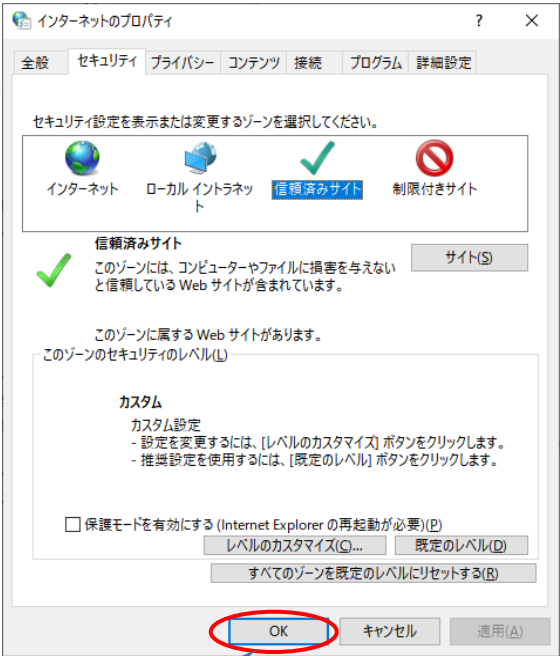 インターネットのプロパティ
?
×
全般 セキュリティ プライバシー コンテンツ 接続 プログラム 詳細設定
セキュリティ設定を表示または変更するゾーンを選択してください。
インターネット
ローカル イントラネッ
ト
信頼済みサイト
制限付きサイト
信頼済みサイト
このゾーンには、コンピューターやファイルに損害を与えない
と信頼している Web サイトが含まれています。
サイト(S)
このゾーンに属する Web サイトがあります。
このゾーンのセキュリティのレベル(L)
カスタム
カスタム設定
- 設定を変更するには、[レベルのカスタマイズ] ボタンをクリックします。
- 推奨設定を使用するには、[既定のレベル] ボタンをクリックします。
保護モードを有効にする (Internet Explorer の再起動が必要)(P)
レベルのカスタマイズ(C)... 既定のレベル(D)
すべてのゾーンを既定のレベルにリセットする(R)
OK キャンセル 適用(A)